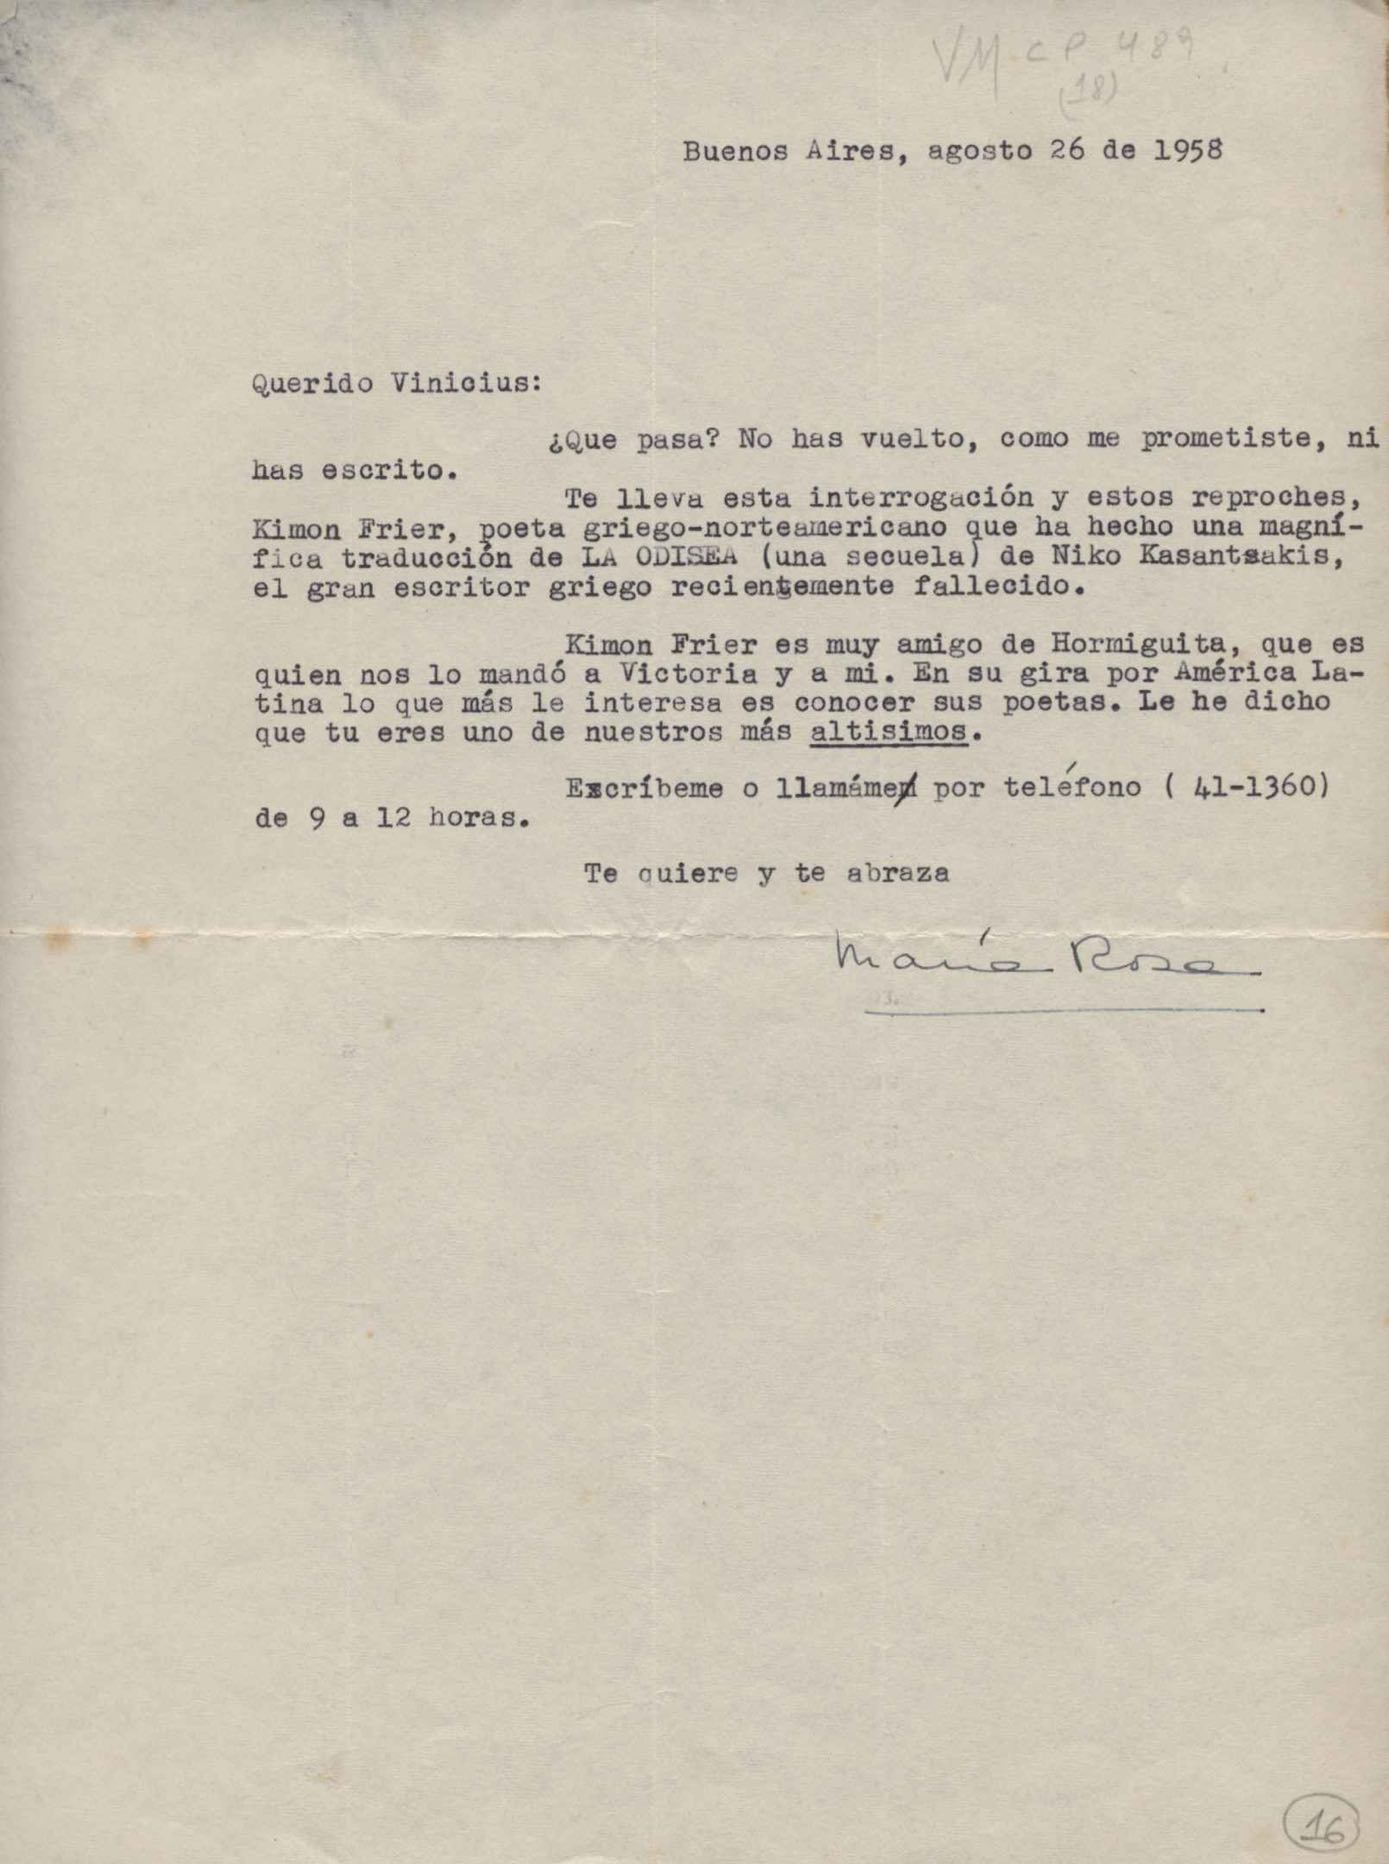 VM CP 489
(18)
Buenos Aires, agosto 26 de 1958
Querido Vinicius:
¿Que pasa? No has vuelto, como me prometiste, ni
has escrito.
Te lleva esta interrogación y estos reproches,
Kimon Frier, poeta griego-norteamericano que ha hecho una magní-
fica traducción de LA ODISEA (una secuela) de Niko Kasantsakis,
el gran escritor griego recientemente fallecido.
Kimon Frier es muy amigo de Hormiguita, que es
quien nos lo mandó a Victoria y a mi. En su gira por América La-
tina lo que más le interesa es conocer sus poetas. Le he dicho
que tu eres uno de nuestros más altisimos.
Escríbeme o llamáme por teléfono ( 41-1360)
de 9 a 12 horas.
Te quiere y te abraza
María Rosa
16